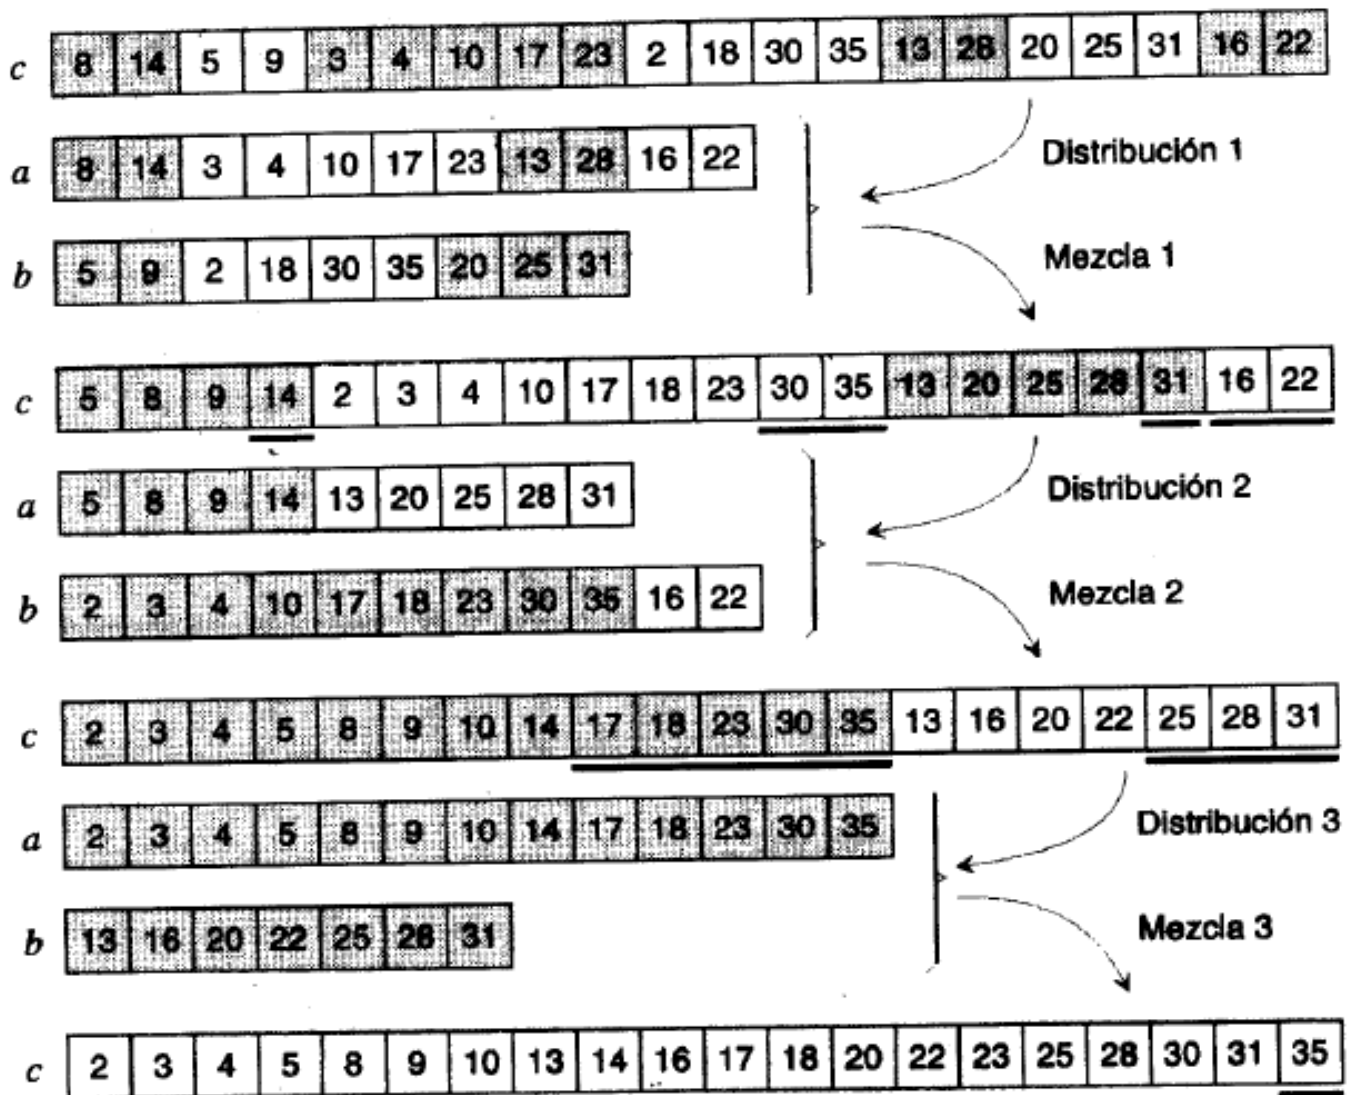 c 8 14 5 9 3 4 10 17 23 2 18 30 35 13 28 20 25 31 16 22
Distribución 1
a 8 14 3 4 10 17 23 13 28 16 22
Mezcla 1
b 5 9 2 18 30 35 20 25 31
c 5 8 9 14 2 3 4 10 17 18 23 30 35 13 20 25 28 31 16 22
Distribución 2
a 5 8 9 14 13 20 25 28 31
Mezcla 2
b 2 3 4 10 17 18 23 30 35 16 22
c 2 3 4 5 8 9 10 14 17 18 23 30 35 13 16 20 22 25 28 31
Distribución 3
a 2 3 4 5 8 9 10 14 17 18 23 30 35
Mezcla 3
b 13 16 20 22 25 28 31
c 2 3 4 5 8 9 10 13 14 16 17 18 20 22 23 25 28 30 31 35